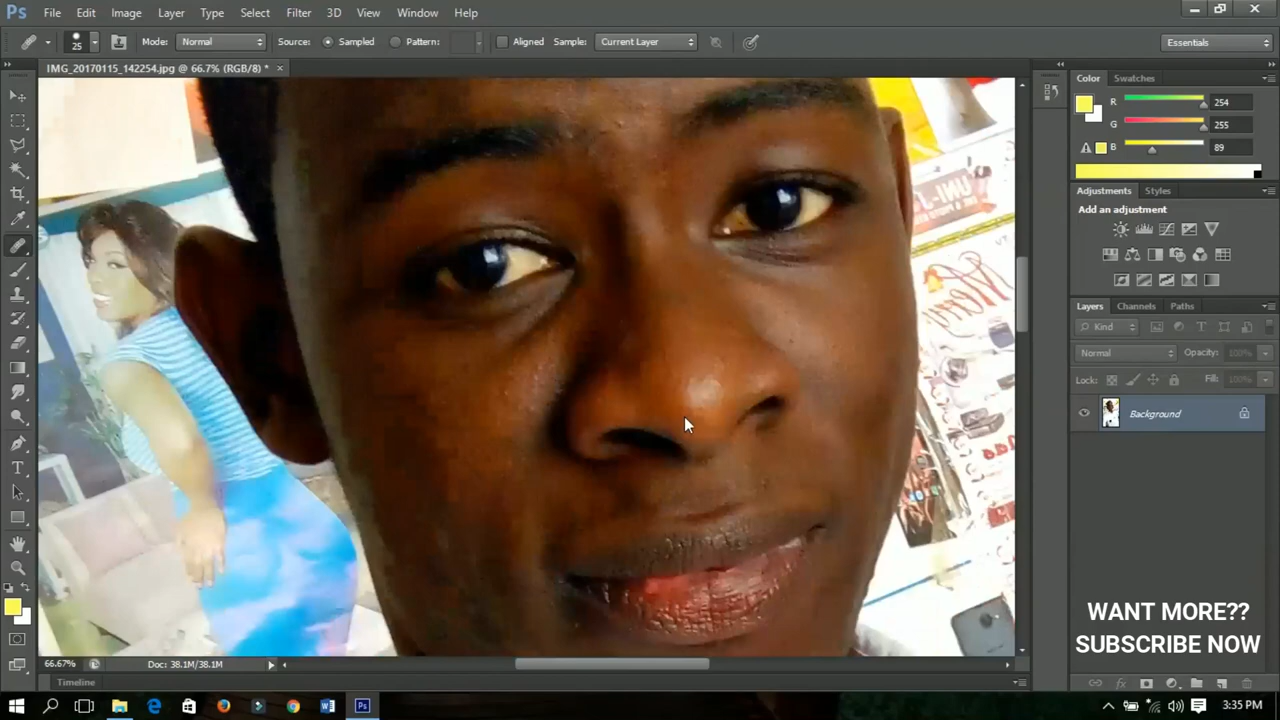 Ps File Edit Image Layer Type Select Filter 3D View Window Help
25 Mode: Normal Source: Sampled Pattern: Aligned Sample: Current Layer Essentials
IMG_20170115_142254.jpg @ 66.7% (RGB/8) * ×
Color Swatches
R 254
G 255
B 89
Adjustments Styles
Add an adjustment
Layers Channels Paths
Kind
Normal Opacity: 100%
Lock: Fill: 100%
Background
WANT MORE??
SUBSCRIBE NOW
66.67% Doc: 38.1M/38.1M
Timeline
3:35 PM